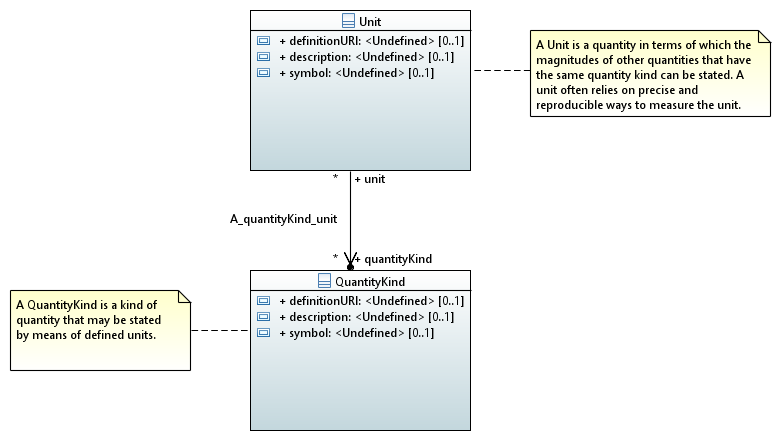 Unit
+ definitionURI: <Undefined> [0..1]
+ description: <Undefined> [0..1]
+ symbol: <Undefined> [0..1]
A Unit is a quantity in terms of which the
magnitudes of other quantities that have
the same quantity kind can be stated. A
unit often relies on precise and
reproducible ways to measure the unit.
* + unit
A_quantityKind_unit
* + quantityKind
QuantityKind
+ definitionURI: <Undefined> [0..1]
+ description: <Undefined> [0..1]
+ symbol: <Undefined> [0..1]
A QuantityKind is a kind of
quantity that may be stated
by means of defined units.